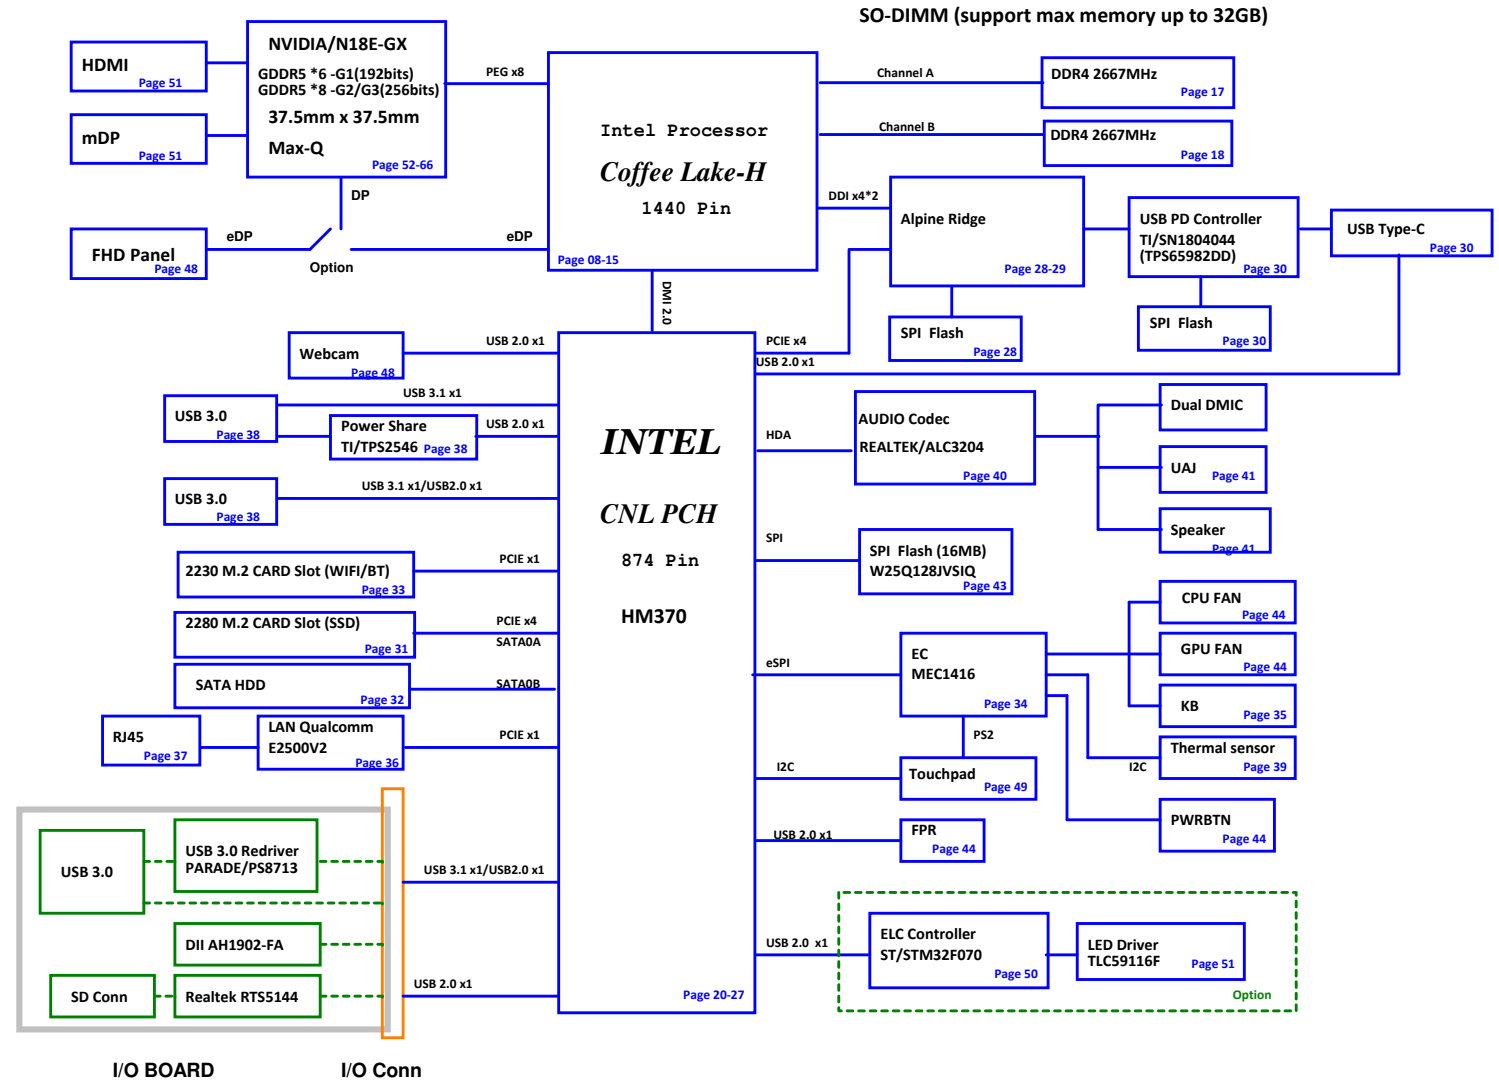 SO-DIMM (support max memory up to 32GB)
HDMI
Page 51
mDP
Page 51
FHD Panel
Page 48
NVIDIA/N18E-GX
GDDR5 *6 -G1(192bits)
GDDR5 *8 -G2/G3(256bits)
37.5mm x 37.5mm
Max-Q
Page 52-66
DP
eDP
Option
eDP
PEG x8
Intel Processor
Coffee Lake-H
1440 Pin
Page 08-15
Channel A
DDR4 2667MHz
Page 17
Channel B
DDR4 2667MHz
Page 18
DDI x4*2
Alpine Ridge
Page 28-29
USB PD Controller
TI/SN1804044
(TPS65982DD)
Page 30
USB Type-C
Page 30
SPI Flash
Page 28
SPI Flash
Page 30
DMI 2.0
PCIE x4
USB 2.0 x1
Webcam
Page 48
USB 2.0 x1
USB 3.0
Page 38
USB 3.1 x1
Power Share
TI/TPS2546 Page 38
USB 2.0 x1
USB 3.0
Page 38
USB 3.1 x1/USB2.0 x1
2230 M.2 CARD Slot (WIFI/BT)
Page 33
PCIE x1
2280 M.2 CARD Slot (SSD)
Page 31
PCIE x4
SATA0A
SATA HDD
Page 32
SATA0B
RJ45
Page 37
LAN Qualcomm
E2500V2
Page 36
PCIE x1
INTEL
CNL PCH
874 Pin
HM370
Page 20-27
HDA
AUDIO Codec
REALTEK/ALC3204
Page 40
Dual DMIC
UAJ
Page 41
Speaker
Page 41
SPI
SPI Flash (16MB)
W25Q128JVSIQ
Page 43
eSPI
EC
MEC1416
Page 34
CPU FAN
Page 44
GPU FAN
Page 44
KB
Page 35
Thermal sensor
Page 39
I2C
PWRBTN
Page 44
PS2
I2C
Touchpad
Page 49
USB 2.0 x1
FPR
Page 44
USB 2.0 x1
ELC Controller
ST/STM32F070
Page 50
LED Driver
TLC59116F
Page 51
Option
USB 3.0
USB 3.0 Redriver
PARADE/PS8713
USB 3.1 x1/USB2.0 x1
DII AH1902-FA
SD Conn
Realtek RTS5144
USB 2.0 x1
I/O BOARD
I/O Conn